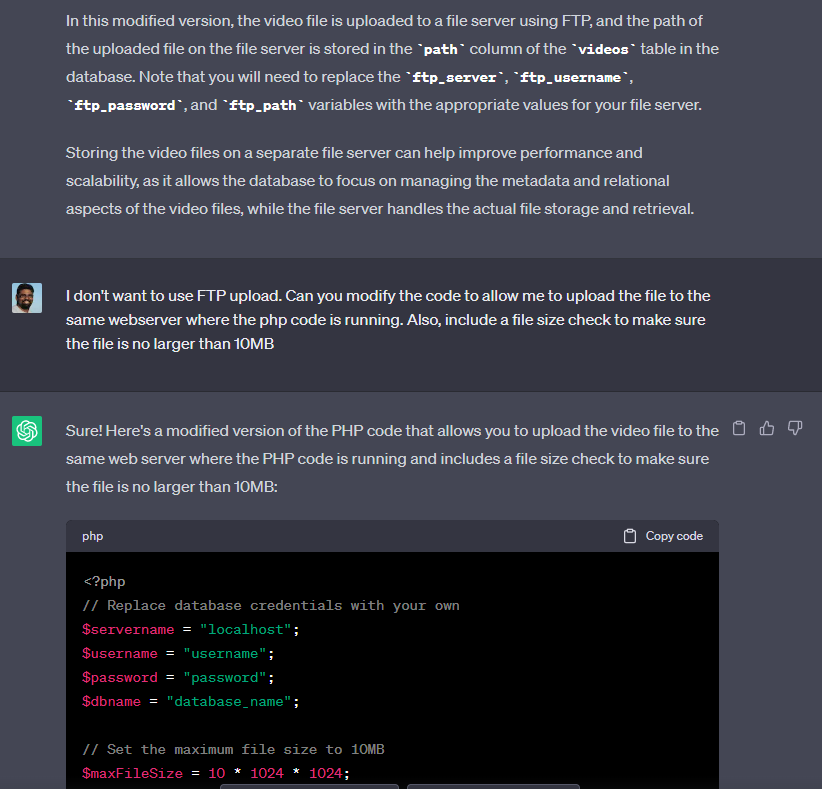 In this modified version, the video file is uploaded to a file server using FTP, and the path of
the uploaded file on the file server is stored in the `path` column of the `videos` table in the
database. Note that you will need to replace the `ftp_server`, `ftp_username`,
`ftp_password`, and `ftp_path` variables with the appropriate values for your file server.
Storing the video files on a separate file server can help improve performance and
scalability, as it allows the database to focus on managing the metadata and relational
aspects of the video files, while the file server handles the actual file storage and retrieval.
I don't want to use FTP upload. Can you modify the code to allow me to upload the file to the
same webserver where the php code is running. Also, include a file size check to make sure
the file is no larger than 10MB
Sure! Here's a modified version of the PHP code that allows you to upload the video file to the
same web server where the PHP code is running and includes a file size check to make sure
the file is no larger than 10MB:
php Copy code
<?php
// Replace database credentials with your own
$servername = "localhost";
$username = "username";
$password = "password";
$dbname = "database_name";
// Set the maximum file size to 10MB
$maxFileSize = 10 * 1024 * 1024;